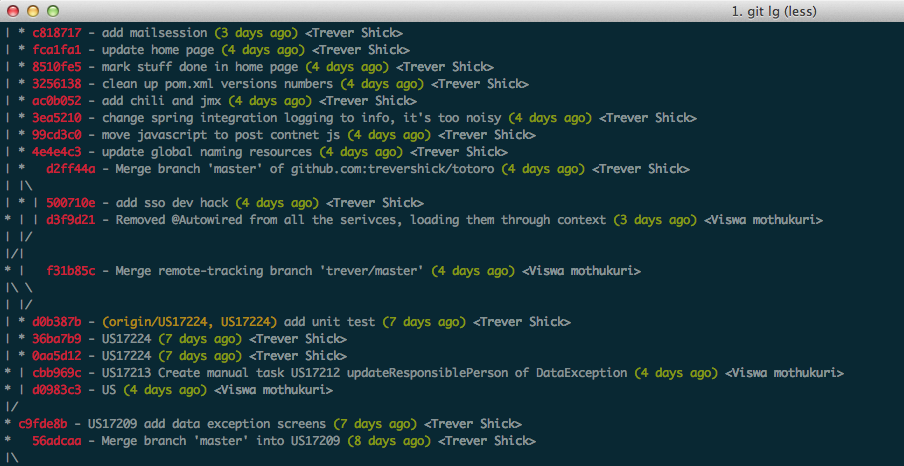 1. git lg (less)
| * c818717 - add mailsession (3 days ago) <Trever Shick>
| * fca1fa1 - update home page (4 days ago) <Trever Shick>
| * 8510fe5 - mark stuff done in home page (4 days ago) <Trever Shick>
| * 3256138 - clean up pom.xml versions numbers (4 days ago) <Trever Shick>
| * ac0b052 - add chili and jmx (4 days ago) <Trever Shick>
| * 3ea5210 - change spring integration logging to info, it's too noisy (4 days ago) <Trever Shick>
| * 99cd3c0 - move javascript to post contnet js (4 days ago) <Trever Shick>
| * 4e4e4c3 - update global naming resources (4 days ago) <Trever Shick>
| *   d2ff44a - Merge branch 'master' of github.com:trevershick/totoro (4 days ago) <Trever Shick>
| |\
| * | 500710e - add sso dev hack (4 days ago) <Trever Shick>
* | | d3f9d21 - Removed @Autowired from all the serivces, loading them through context (3 days ago) <Viswa mothukuri>
| |/
|/|
* |   f31b85c - Merge remote-tracking branch 'trever/master' (4 days ago) <Viswa mothukuri>
|\ \
| |/
| * d0b387b - (origin/US17224, US17224) add unit test (7 days ago) <Trever Shick>
| * 36ba7b9 - US17224 (7 days ago) <Trever Shick>
| * 0aa5d12 - US17224 (7 days ago) <Trever Shick>
* | cbb969c - US17213 Create manual task US17212 updateResponsiblePerson of DataException (4 days ago) <Viswa mothukuri>
* | d0983c3 - US (4 days ago) <Viswa mothukuri>
|/
* c9fde8b - US17209 add data exception screens (7 days ago) <Trever Shick>
*   56adcaa - Merge branch 'master' into US17209 (8 days ago) <Trever Shick>
|\